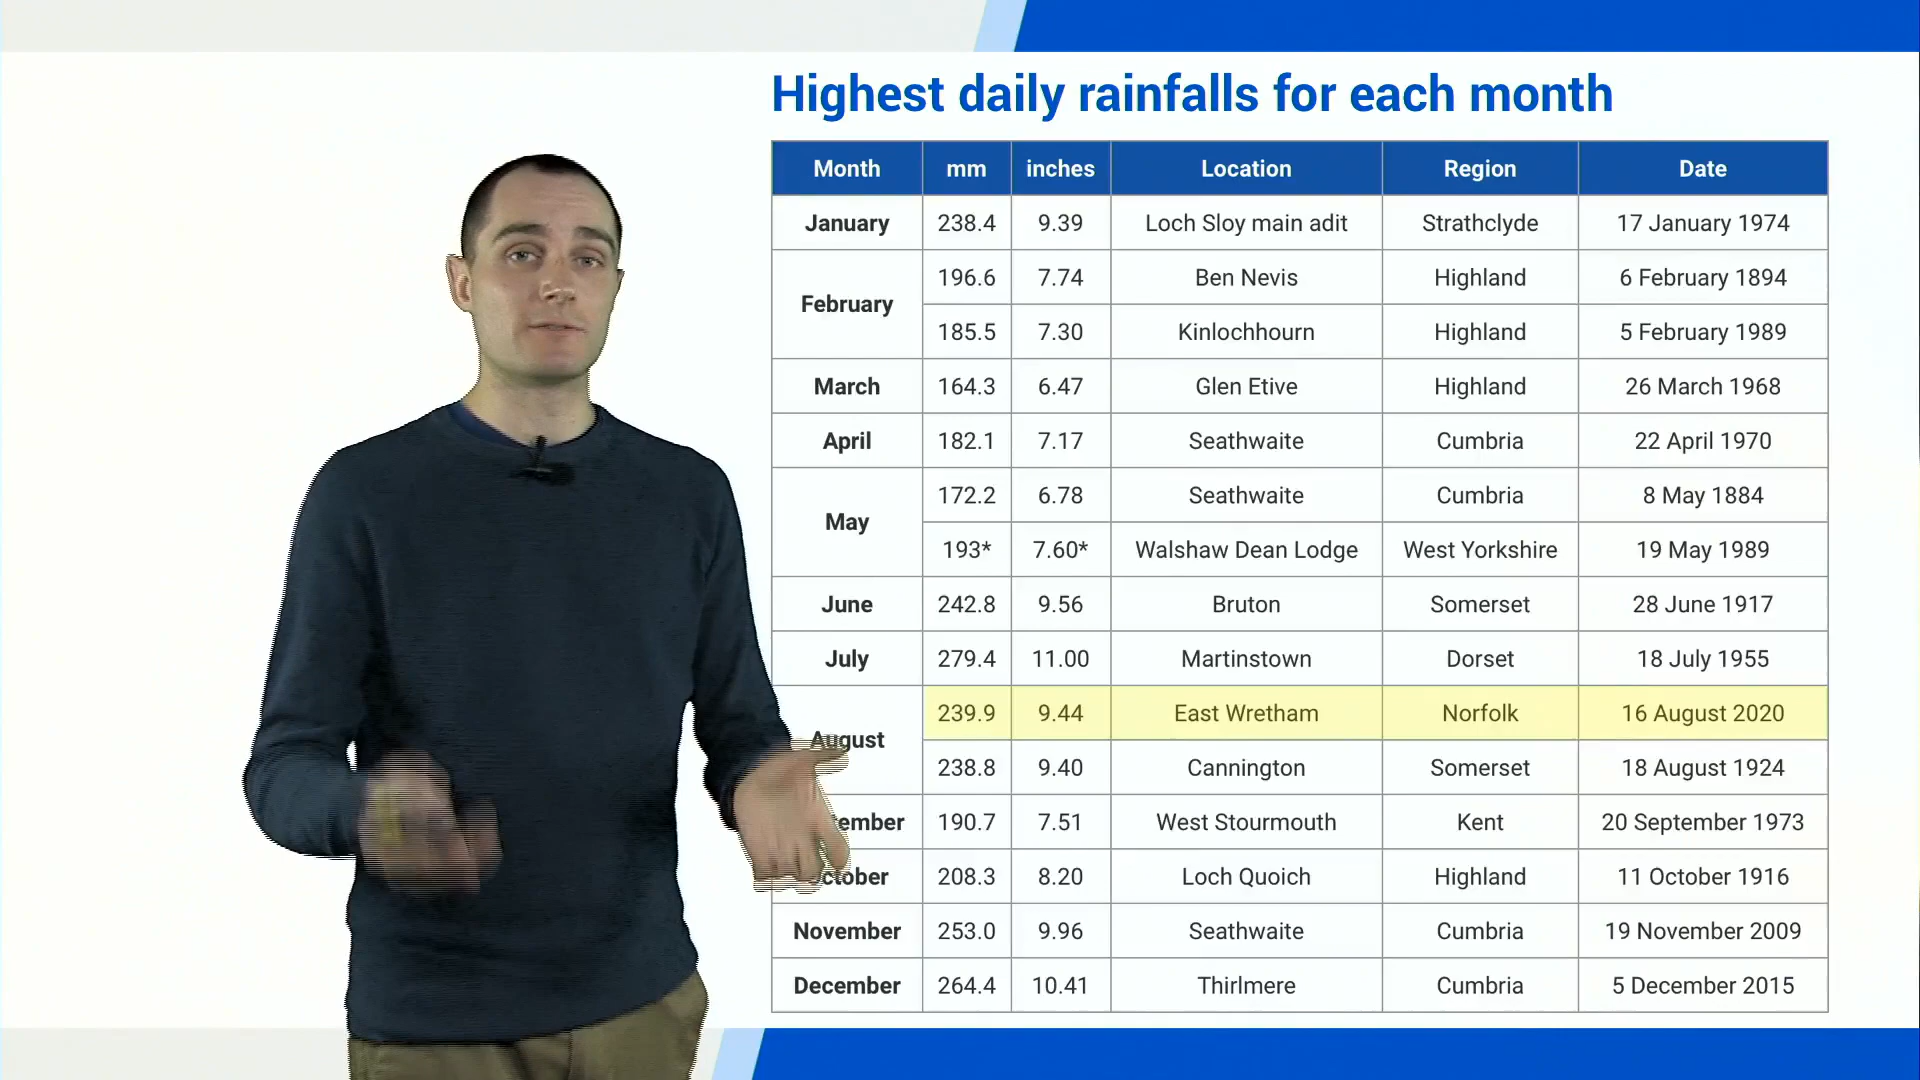 Highest daily rainfalls for each month
Month mm inches Location Region Date
January 238.4 9.39 Loch Sloy main adit Strathclyde 17 January 1974
February 196.6 7.74 Ben Nevis Highland 6 February 1894
185.5 7.30 Kinlochhourn Highland 5 February 1989
March 164.3 6.47 Glen Etive Highland 26 March 1968
April 182.1 7.17 Seathwaite Cumbria 22 April 1970
May 172.2 6.78 Seathwaite Cumbria 8 May 1884
193* 7.60* Walshaw Dean Lodge West Yorkshire 19 May 1989
June 242.8 9.56 Bruton Somerset 28 June 1917
July 279.4 11.00 Martinstown Dorset 18 July 1955
August 239.9 9.44 East Wretham Norfolk 16 August 2020
238.8 9.40 Cannington Somerset 18 August 1924
tember 190.7 7.51 West Stourmouth Kent 20 September 1973
October 208.3 8.20 Loch Quoich Highland 11 October 1916
November 253.0 9.96 Seathwaite Cumbria 19 November 2009
December 264.4 10.41 Thirlmere Cumbria 5 December 2015